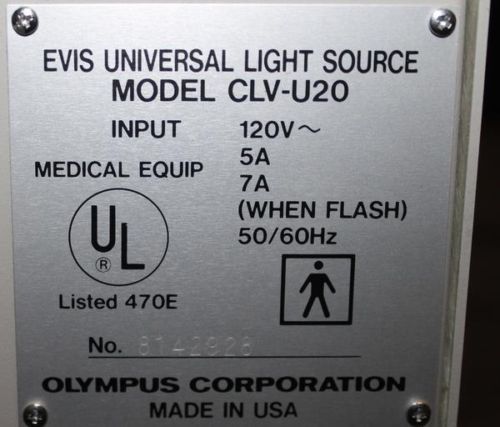 EVIS UNIVERSAL LIGHT SOURCE
MODEL CLV-U20
INPUT 120V~
5A
MEDICAL EQUIP
7A
(WHEN FLASH)
50/60Hz
UL
®
Listed 470E
No. 8142928
OLYMPUS CORPORATION
MADE IN USA